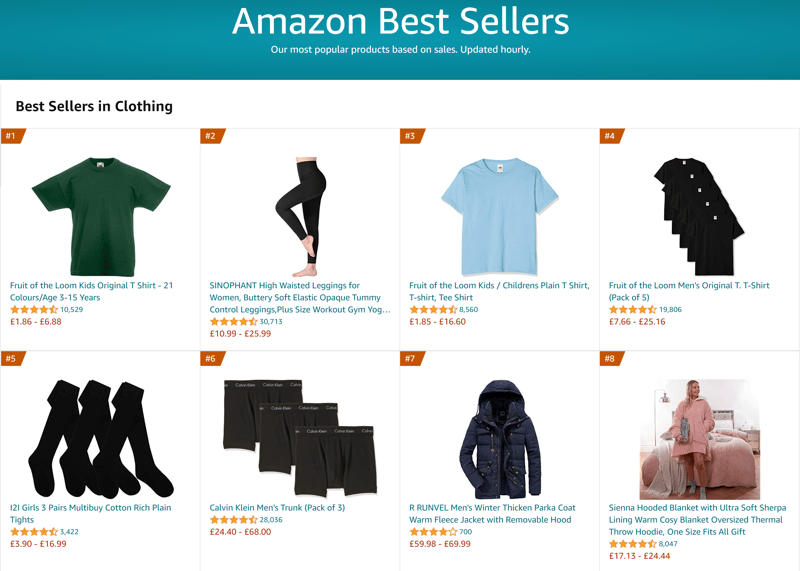 Amazon Best Sellers
Our most popular products based on sales. Updated hourly.
Best Sellers in Clothing
#1
Fruit of the Loom Kids Original T Shirt - 21
Colours/Age 3-15 Years
10,529
£1.86 - £6.88
#2
SINOPHANT High Waisted Leggings for
Women, Buttery Soft Elastic Opaque Tummy
Control Leggings,Plus Size Workout Gym Yog…
30,713
£10.99 - £25.99
#3
Fruit of the Loom Kids / Childrens Plain T Shirt,
T-shirt, Tee Shirt
8,560
£1.85 - £16.60
#4
Fruit of the Loom Men's Original T. T-Shirt
(Pack of 5)
19,806
£7.66 - £25.16
#5
I2I Girls 3 Pairs Multibuy Cotton Rich Plain
Tights
3,422
£3.90 - £16.99
#6
Calvin Klein
Calvin Klein
Calvin Klein
Calvin Klein
Calvin Klein
Calvin Klein Men's Trunk (Pack of 3)
28,036
£24.40 - £68.00
#7
R RUNVEL Men's Winter Thicken Parka Coat
Warm Fleece Jacket with Removable Hood
700
£59.98 - £69.99
#8
Sienna Hooded Blanket with Ultra Soft Sherpa
Lining Warm Cosy Blanket Oversized Thermal
Throw Hoodie, One Size Fits All Gift
8,047
£17.13 - £24.44